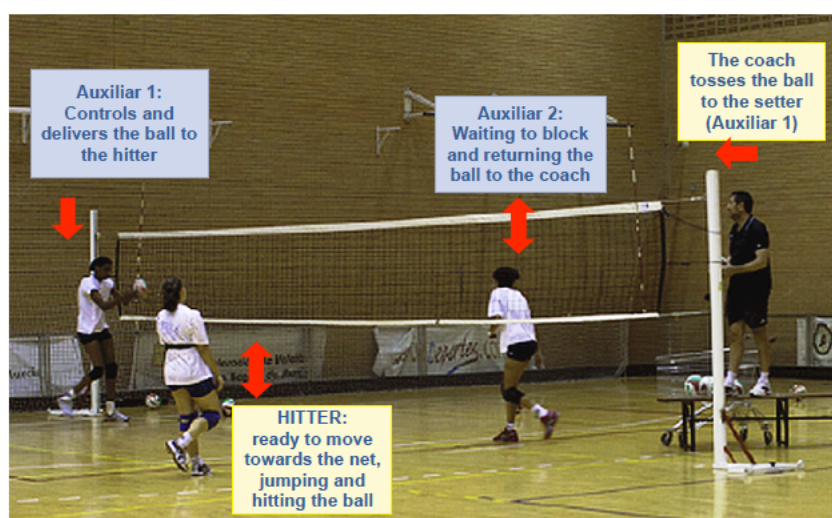 Auxiliar 1:
Controls and
delivers the ball to
the hitter
Auxiliar 2:
Waiting to block
and returning the
ball to the coach
The coach
tosses the ball
to the setter
(Auxiliar 1)
HITTER:
ready to move
towards the net,
jumping and
hitting the ball